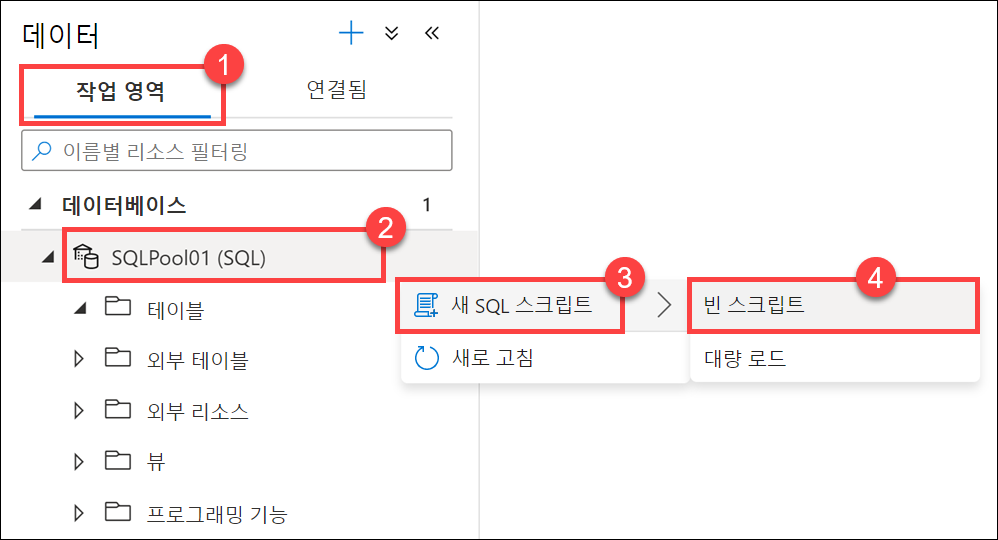 데이터
1
작업 영역
연결됨
이름별 리소스 필터링
데이터베이스 1
2
SQLPool01 (SQL)
3
4
새 SQL 스크립트
빈 스크립트
테이블
새로 고침
대량 로드
외부 테이블
외부 리소스
뷰
프로그래밍 기능